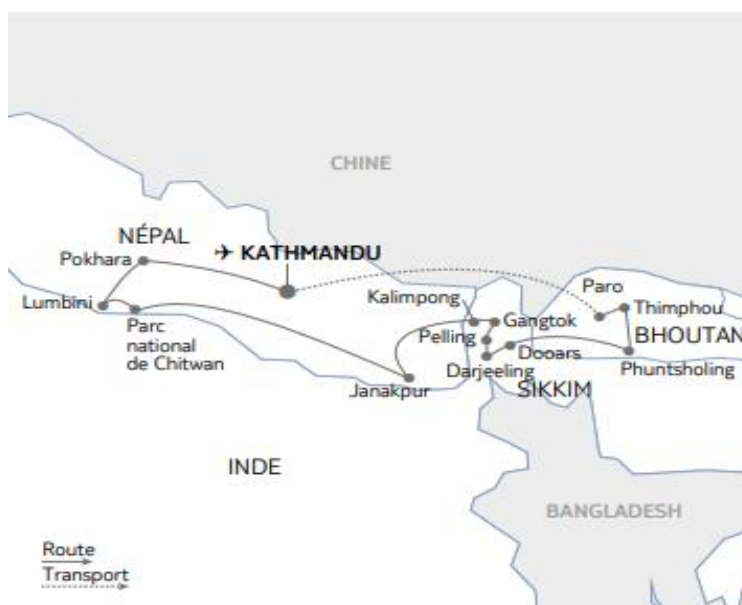 CHINE
NÉPAL
✈ KATHMANDU
Pokhara
Paro
Kalimpong
Thimphou
Lumbini
Gangtok
Parc
national
de Chitwan
Pelling
BHOUTAN
Dooars
Darjeeling
Phuntsholing
Janakpur
SIKKIM
INDE
BANGLADESH
Route
Transport